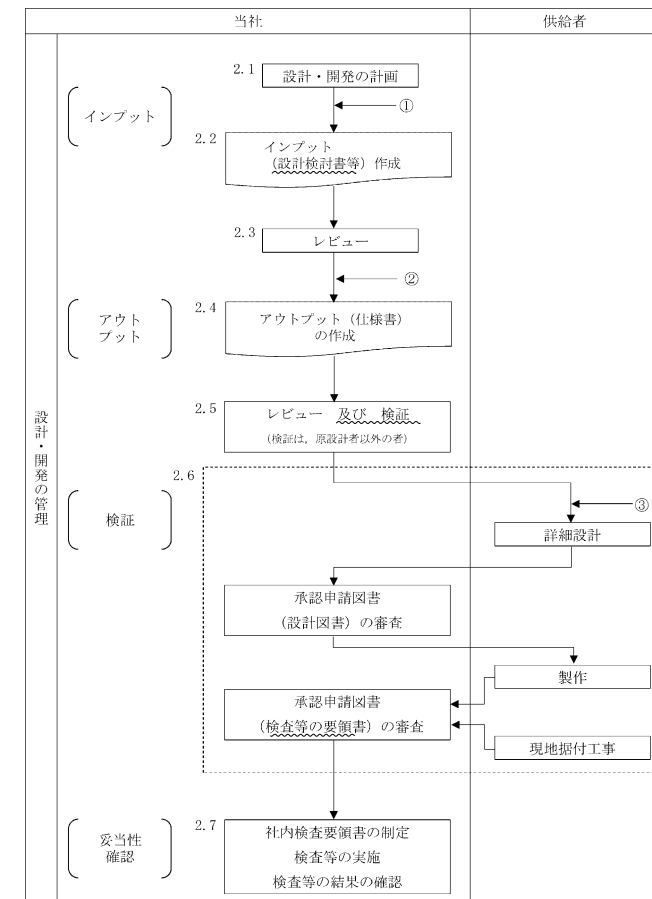 当社
供給者
設計・開発の管理
2.1
設計・開発の計画
①
インプット
2.2
インプット
(設計検討書等)作成
2.3
レビュー
②
アウト
プット
2.4
アウトプット(仕様書)
の作成
2.5
レビュー 及び 検証
(検証は,原設計者以外の者)
2.6
検証
③
詳細設計
承認申請図書
(設計図書)の審査
製作
承認申請図書
(検査等の要領書)の審査
現地据付工事
妥当性
確認
2.7
社内検査要領書の制定
検査等の実施
検査等の結果の確認